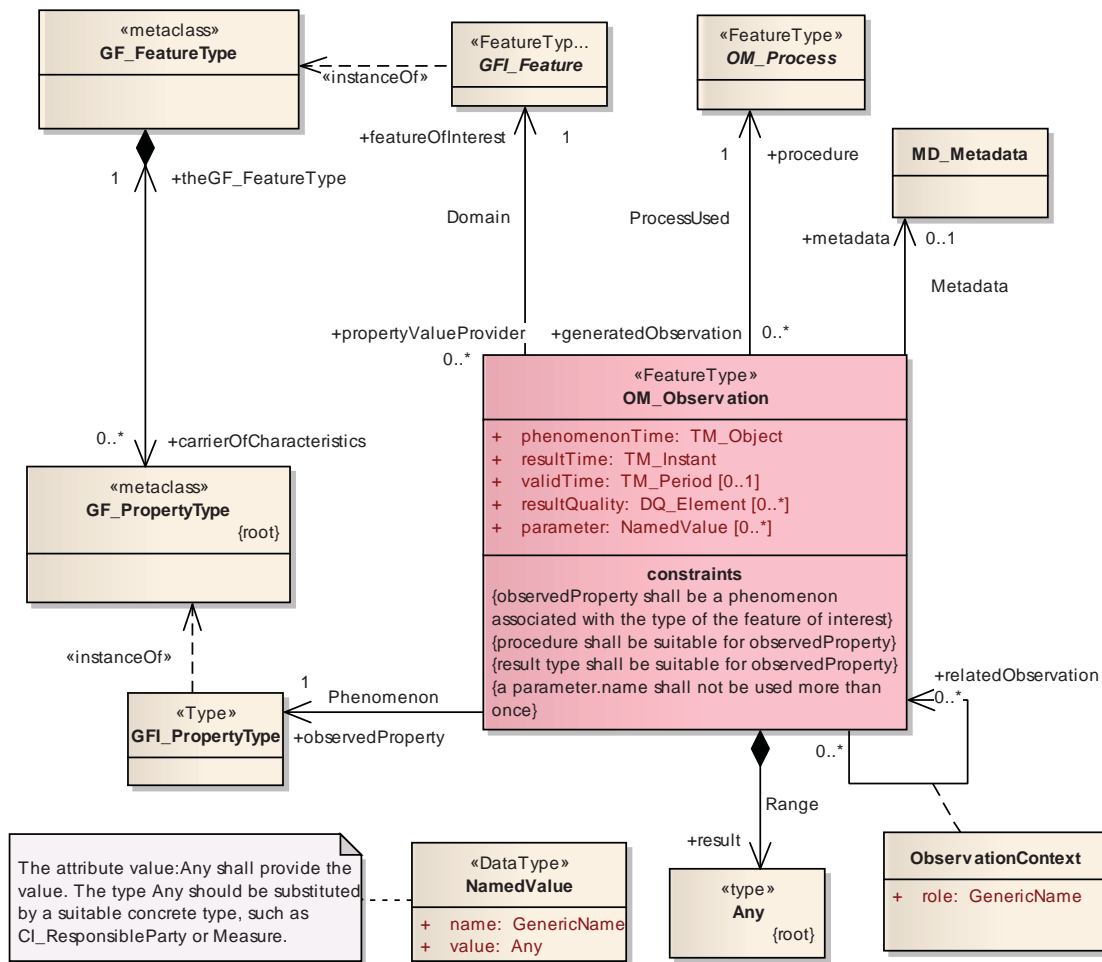 «metaclass»
GF_FeatureType
«FeatureTyp...
GFI_Feature
«FeatureType»
OM_Process
«instanceOf»
+featureOfInterest
1
1
+procedure
MD_Metadata
1
+theGF_FeatureType
Domain
ProcessUsed
+metadata
0..1
Metadata
+propertyValueProvider
0..*
+generatedObservation
0..*
«FeatureType»
OM_Observation
+ phenomenonTime: TM_Object
+ resultTime: TM_Instant
+ validTime: TM_Period [0..1]
+ resultQuality: DQ_Element [0..*]
+ parameter: NamedValue [0..*]
constraints
{observedProperty shall be a phenomenon
associated with the type of the feature of interest}
{procedure shall be suitable for observedProperty}
{result type shall be suitable for observedProperty}
{a parameter.name shall not be used more than
once}
0..*
+carrierOfCharacteristics
«metaclass»
GF_PropertyType
{root}
«instanceOf»
1
Phenomenon
+observedProperty
«Type»
GFI_PropertyType
+relatedObservation
0..*
0..*
Range
+result
The attribute value:Any shall provide the
value. The type Any should be substituted
by a suitable concrete type, such as
CI_ResponsibleParty or Measure.
«DataType»
NamedValue
+ name: GenericName
+ value: Any
«type»
Any
{root}
ObservationContext
+ role: GenericName